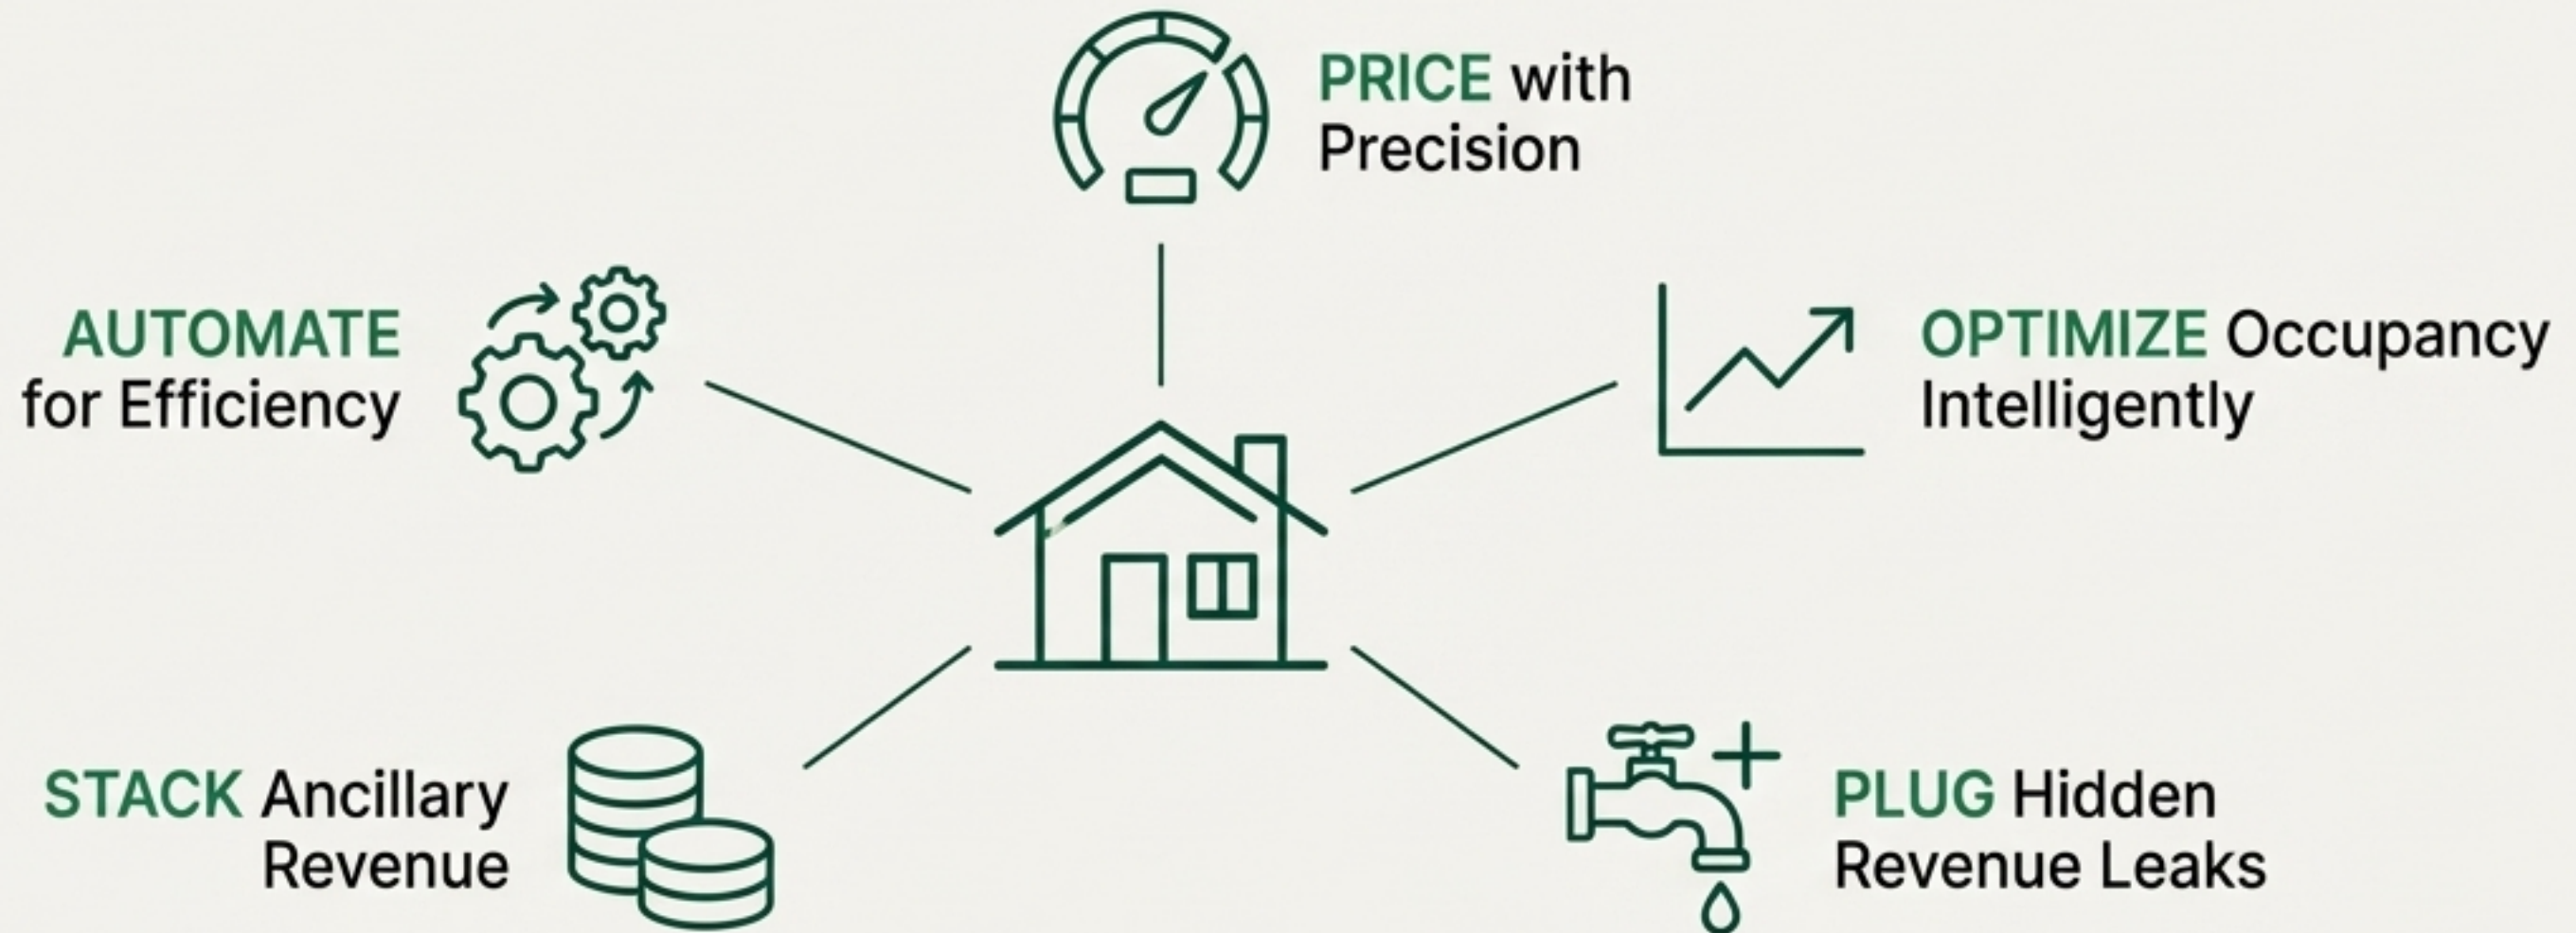 PRICE with
Precision
AUTOMATE
for Efficiency
OPTIMIZE Occupancy
Intelligently
STACK Ancillary
Revenue
PLUG Hidden
Revenue Leaks